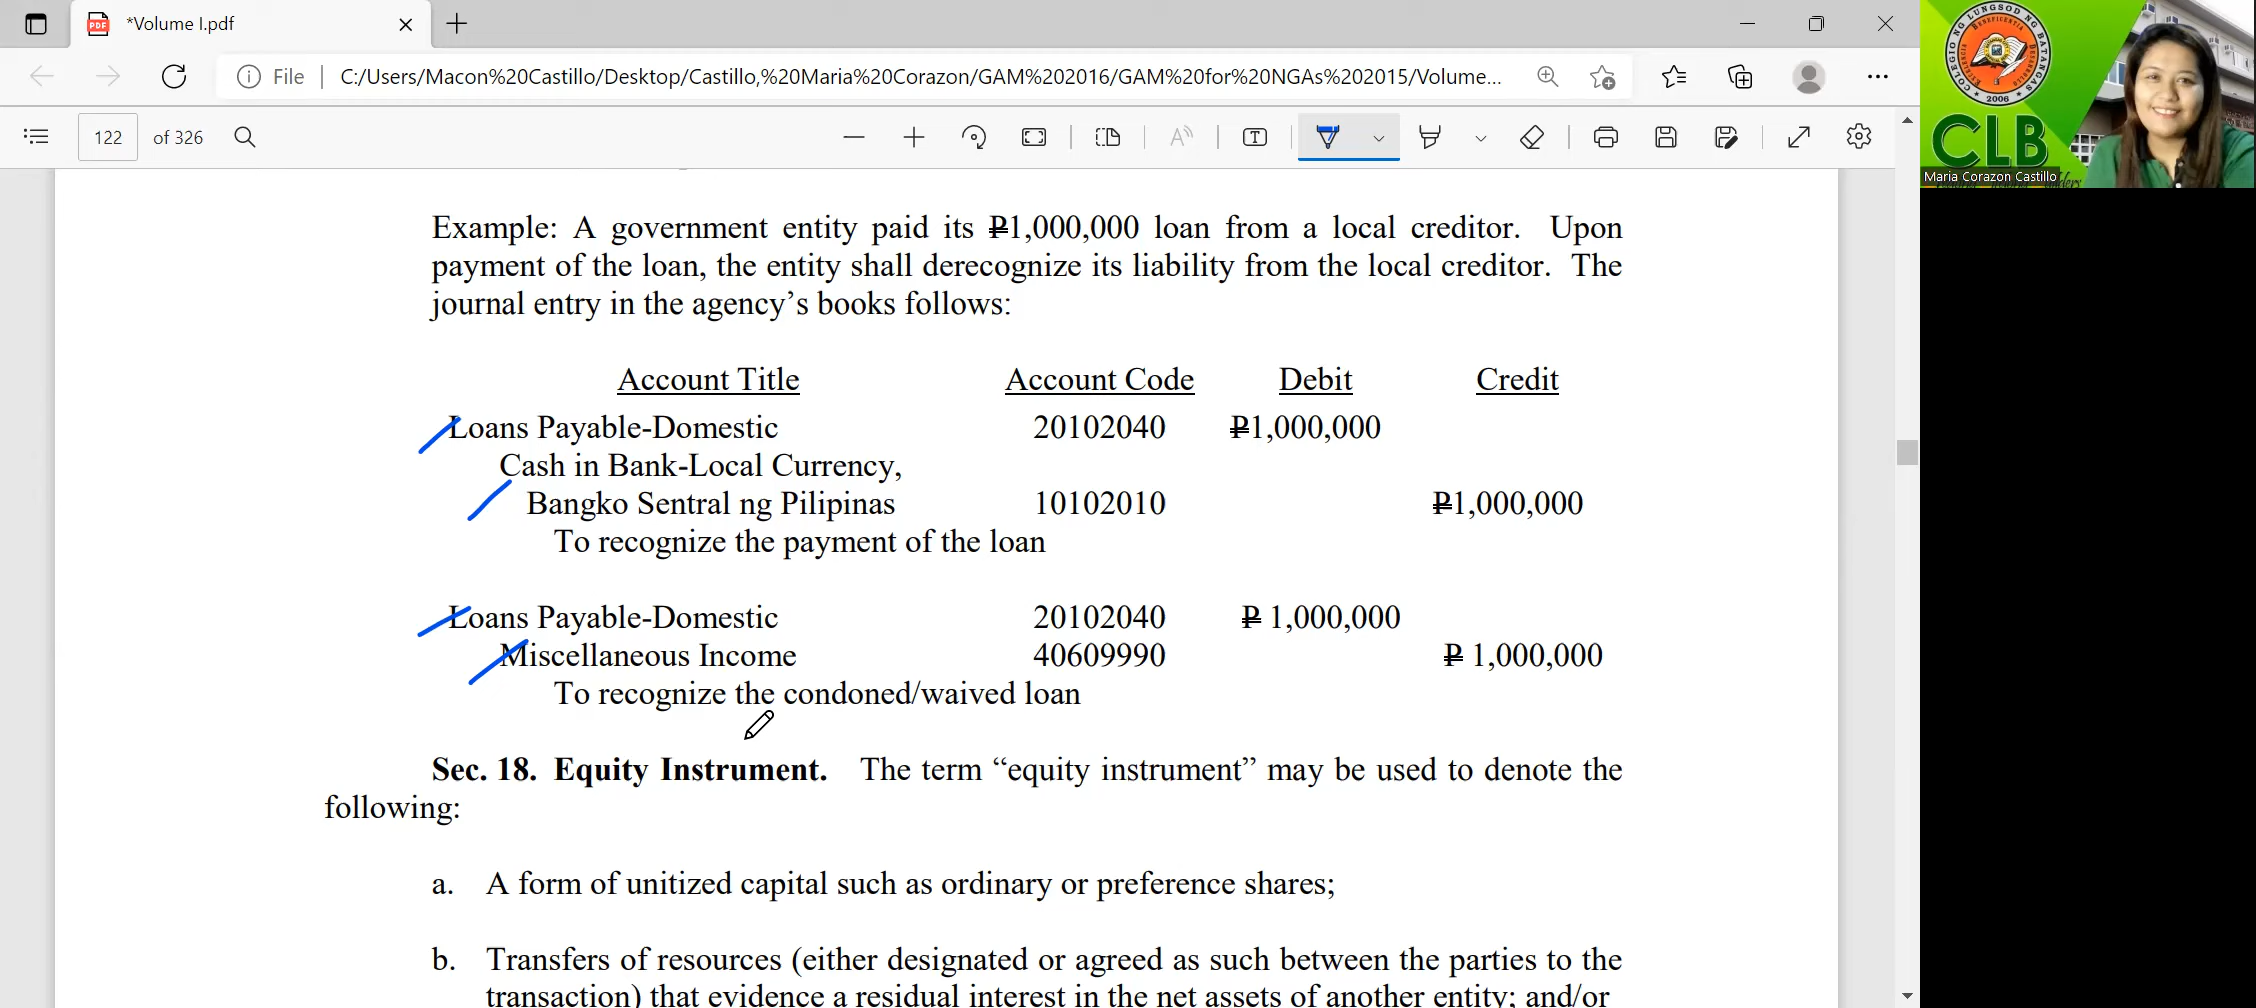 *Volume I.pdf
File
C:/Users/Macon%20Castillo/Desktop/Castillo,%20Maria%20Corazon/GAM%202016/GAM%20for%20NGAs%202015/Volume...
122 of 326
COLEGIO NG LUNGSOD NG BATANGAS
2006
CLB
Maria Corazon Castillo
Example: A government entity paid its ₱1,000,000 loan from a local creditor. Upon
payment of the loan, the entity shall derecognize its liability from the local creditor. The
journal entry in the agency’s books follows:
Account Title Account Code Debit Credit
Loans Payable-Domestic 20102040 ₱1,000,000
Cash in Bank-Local Currency,
Bangko Sentral ng Pilipinas 10102010 ₱1,000,000
To recognize the payment of the loan
Loans Payable-Domestic 20102040 ₱ 1,000,000
Miscellaneous Income 40609990 ₱ 1,000,000
To recognize the condoned/waived loan
Sec. 18. Equity Instrument. The term “equity instrument” may be used to denote the
following:
a. A form of unitized capital such as ordinary or preference shares;
b. Transfers of resources (either designated or agreed as such between the parties to the
transaction) that evidence a residual interest in the net assets of another entity; and/or